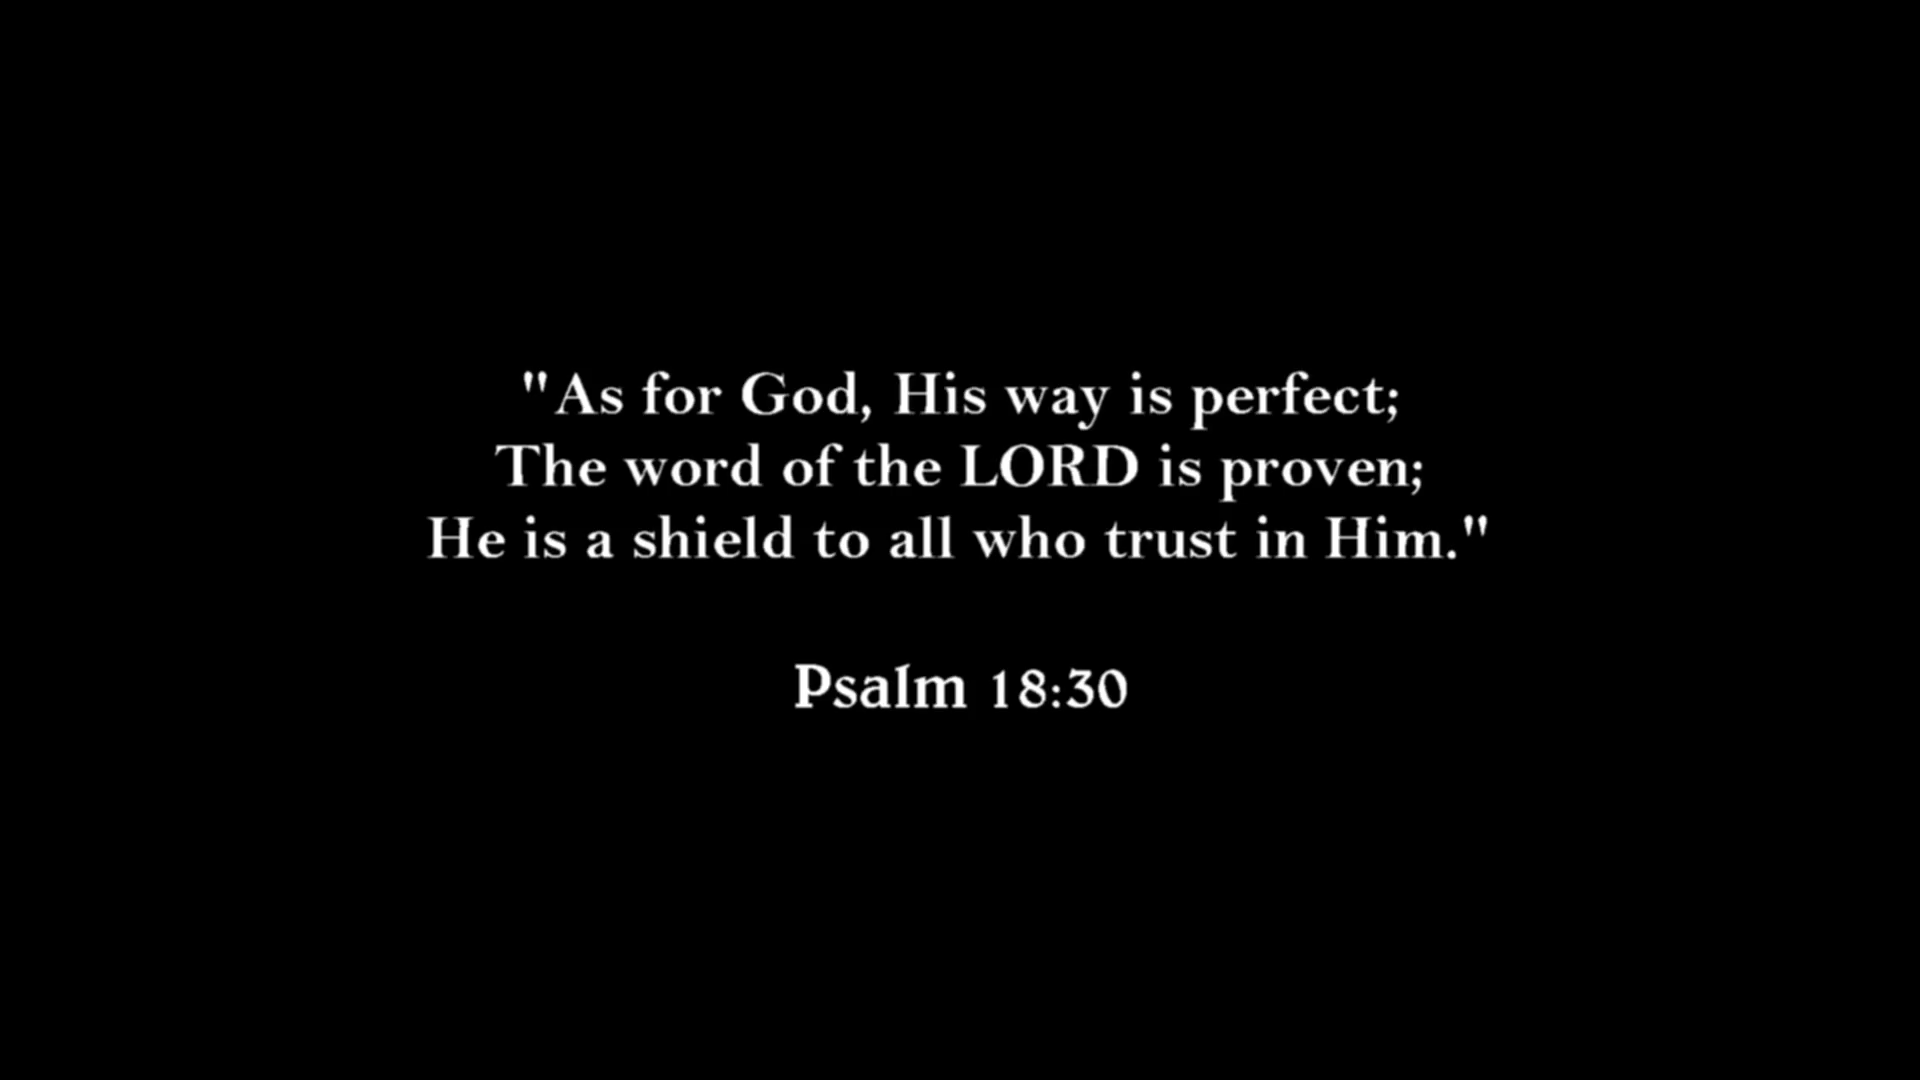 "As for God, His way is perfect;
The word of the LORD is proven;
He is a shield to all who trust in Him."
Psalm 18:30